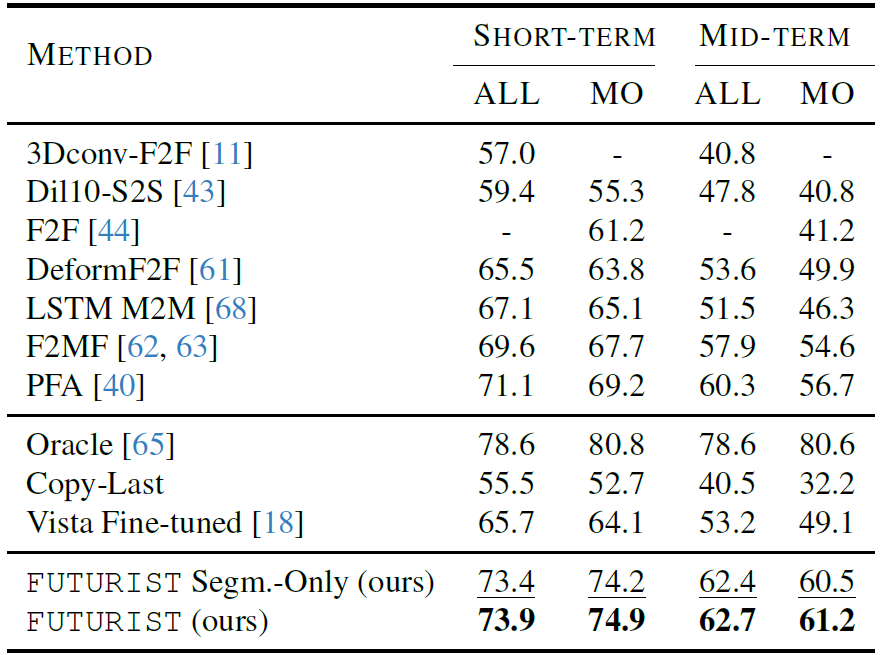 METHOD SHORT-TERM MID-TERM
ALL MO ALL MO
3Dconv-F2F [11] 57.0 - 40.8 -
Dil10-S2S [43] 59.4 55.3 47.8 40.8
F2F [44] - 61.2 - 41.2
DeformF2F [61] 65.5 63.8 53.6 49.9
LSTM M2M [68] 67.1 65.1 51.5 46.3
F2MF [62, 63] 69.6 67.7 57.9 54.6
PFA [40] 71.1 69.2 60.3 56.7
Oracle [65] 78.6 80.8 78.6 80.6
Copy-Last 55.5 52.7 40.5 32.2
Vista Fine-tuned [18] 65.7 64.1 53.2 49.1
FUTURIST Segm.-Only (ours) 73.4 74.2 62.4 60.5
FUTURIST (ours) 73.9 74.9 62.7 61.2